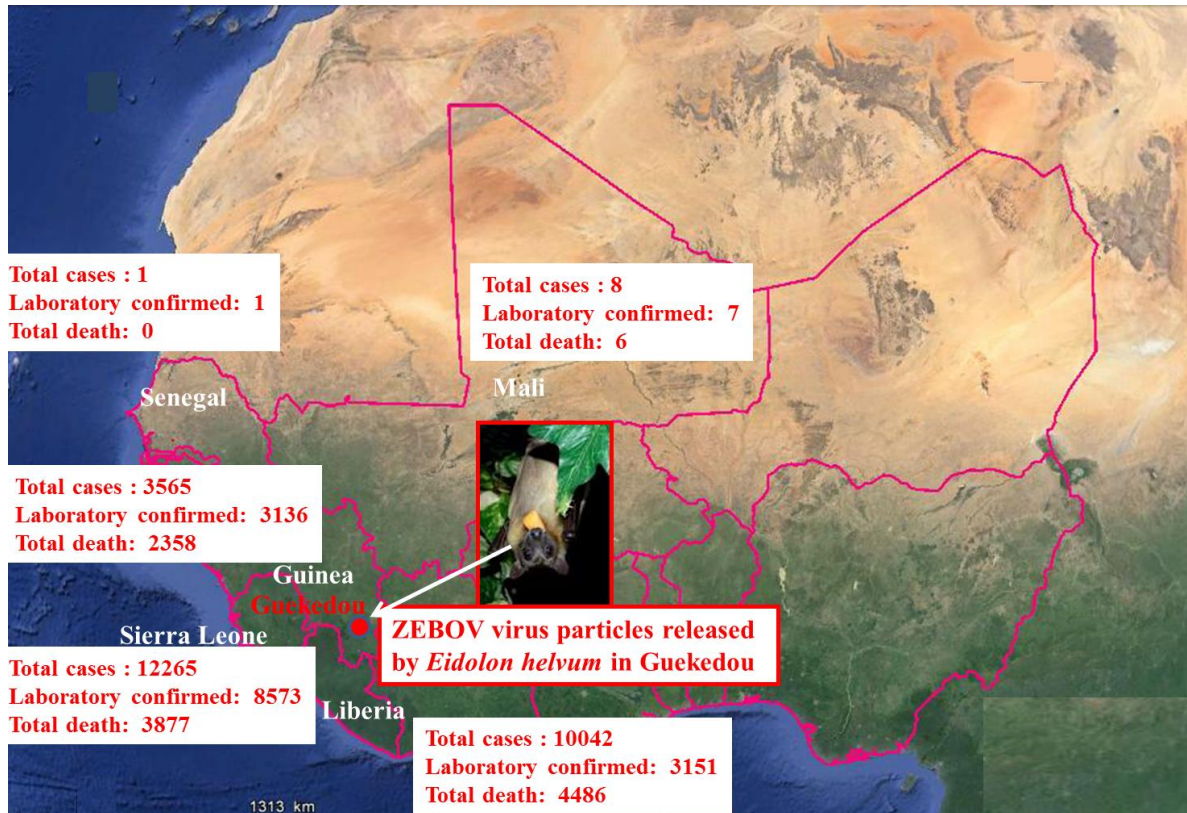 Total cases : 1
Laboratory confirmed: 1
Total death: 0
Total cases : 8
Laboratory confirmed: 7
Total death: 6
Senegal
Mali
Total cases : 3565
Laboratory confirmed: 3136
Total death: 2358
Guinea
Guekedou
Sierra Leone
ZEBOV virus particles released
by Eidolon helvum in Guekedou
Total cases : 12265
Laboratory confirmed: 8573
Total death: 3877
Liberia
Total cases : 10042
Laboratory confirmed: 3151
Total death: 4486
1313 km